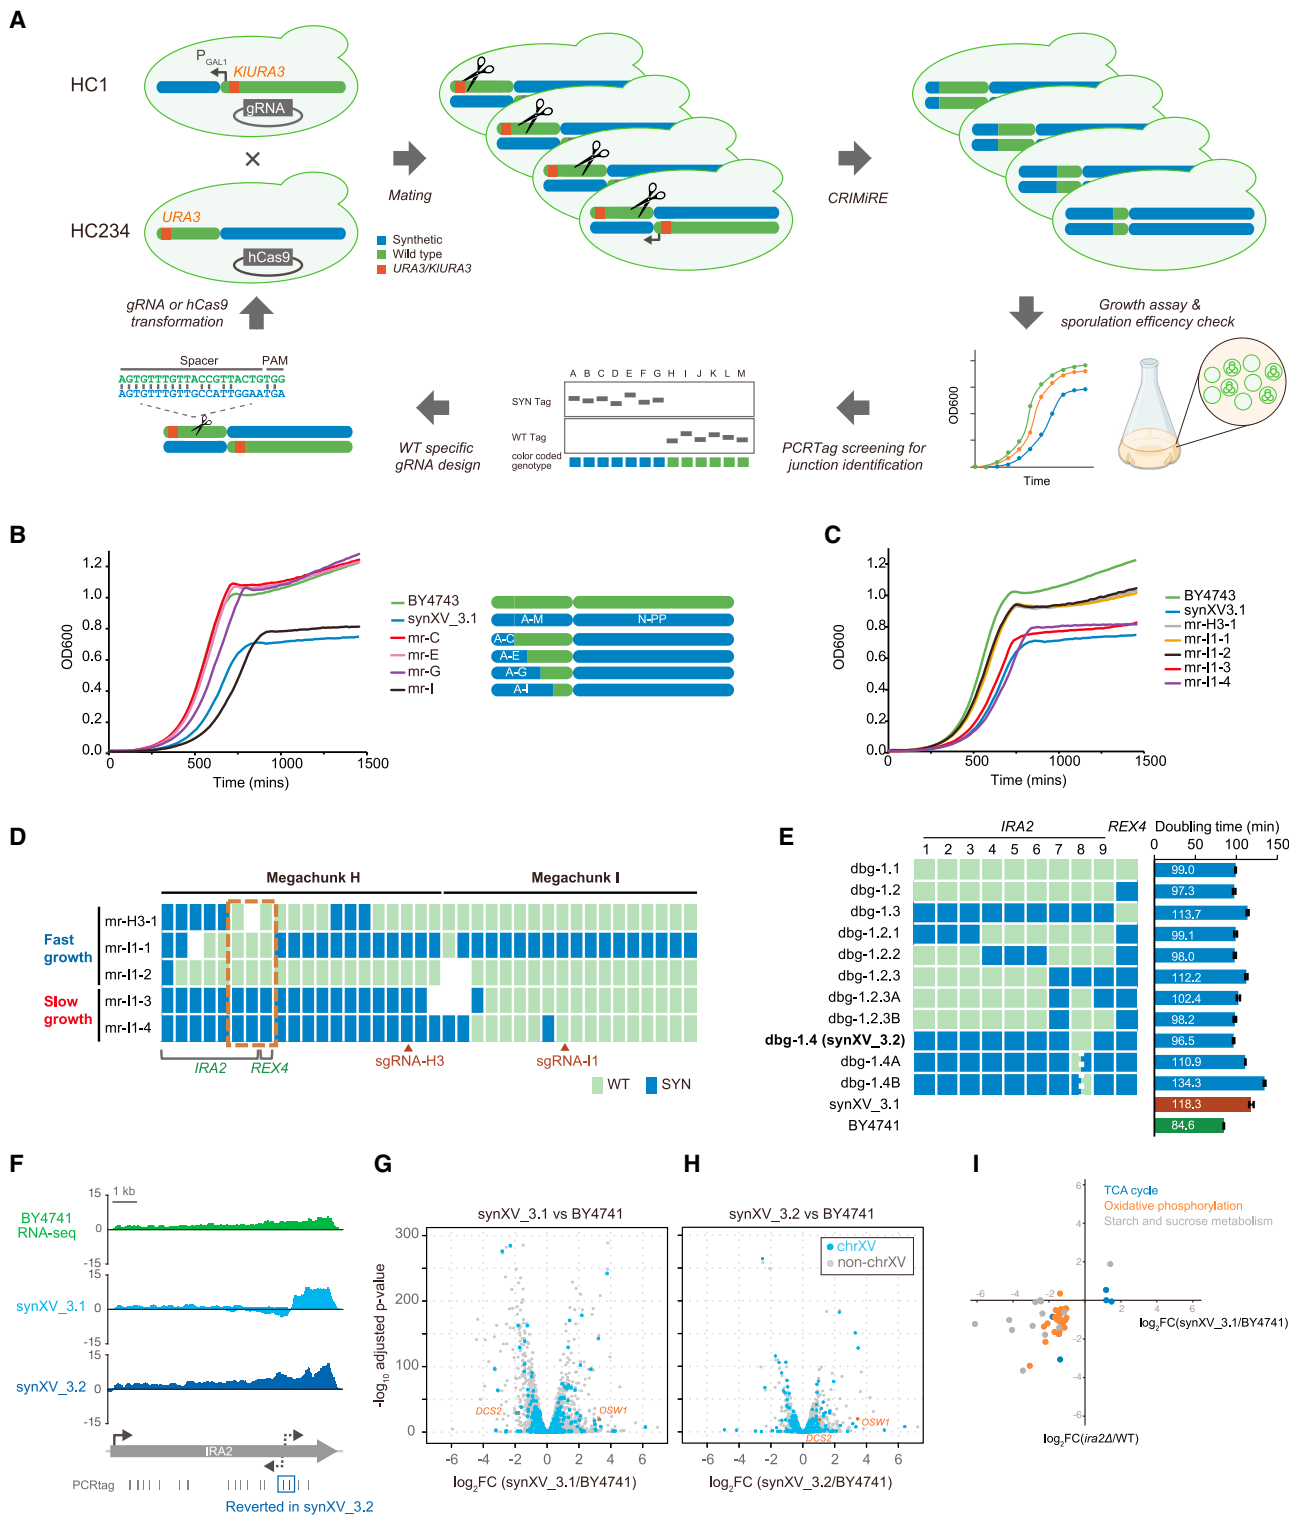 A
HC1
P GAL1
KlURA3
gRNA
×
HC234
URA3
hCas9
Mating
Synthetic
Wild type
URA3/KlURA3
CRIMiRE
gRNA or hCas9
transformation
Spacer
PAM
AGTGTTTGTTACCGTTACTGTGG
AGTGTTTGTTGCCATTGGAATGA
WT specific
gRNA design
A B C D E F G H I J K L M
SYN Tag
WT Tag
color coded
genotype
PCRTag screening for
junction identification
Growth assay &
sporulation efficency check
OD600
Time
B
OD600
1.2
1.0
0.8
0.6
0.4
0.2
0.0
500
1000
1500
Time (mins)
BY4743
synXV_3.1
mr-C
mr-E
mr-G
mr-I
A-M
N-PP
A-C
A-E
A-G
A-I
C
OD600
1.2
1.0
0.8
0.6
0.4
0.2
0.0
0
500
1000
1500
Time (mins)
BY4743
synXV3.1
mr-H3-1
mr-I1-1
mr-I1-2
mr-I1-3
mr-I1-4
D
Megachunk H
Megachunk I
Fast
growth
Slow
growth
mr-H3-1
mr-I1-1
mr-I1-2
mr-I1-3
mr-I1-4
IRA2
REX4
sgRNA-H3
sgRNA-I1
WT
SYN
E
IRA2
REX4
Doubling time (min)
1 2 3 4 5 6 7 8 9
0 50 100 150
dbg-1.1 99.0
dbg-1.2 97.3
dbg-1.3 113.7
dbg-1.2.1 99.1
dbg-1.2.2 98.0
dbg-1.2.3 112.2
dbg-1.2.3A 102.4
dbg-1.2.3B 98.2
dbg-1.4 (synXV_3.2) 96.5
dbg-1.4A 110.9
dbg-1.4B 134.3
synXV_3.1 118.3
BY4741 84.6
F
1 kb
BY4741
RNA-seq
15
0
-15
synXV_3.1
15
0
-15
synXV_3.2
15
0
-15
IRA2
PCRtag
Reverted in synXV_3.2
G
synXV_3.1 vs BY4741
-log10 adjusted p-value
300
200
100
0
DCS2
OSW1
-6 -4 -2 0 2 4 6
log2FC (synXV_3.1/BY4741)
H
synXV_3.2 vs BY4741
chrXV
non-chrXV
OSW1
DCS2
-6 -4 -2 0 2 4 6
log2FC (synXV_3.2/BY4741)
I
TCA cycle
Oxidative phosphorylation
Starch and sucrose metabolism
-6
4
2
-6 -4 -2
2 4 6
-2
-4
-6
log2FC(synXV_3.1/BY4741)
log2FC(ira2Δ/WT)